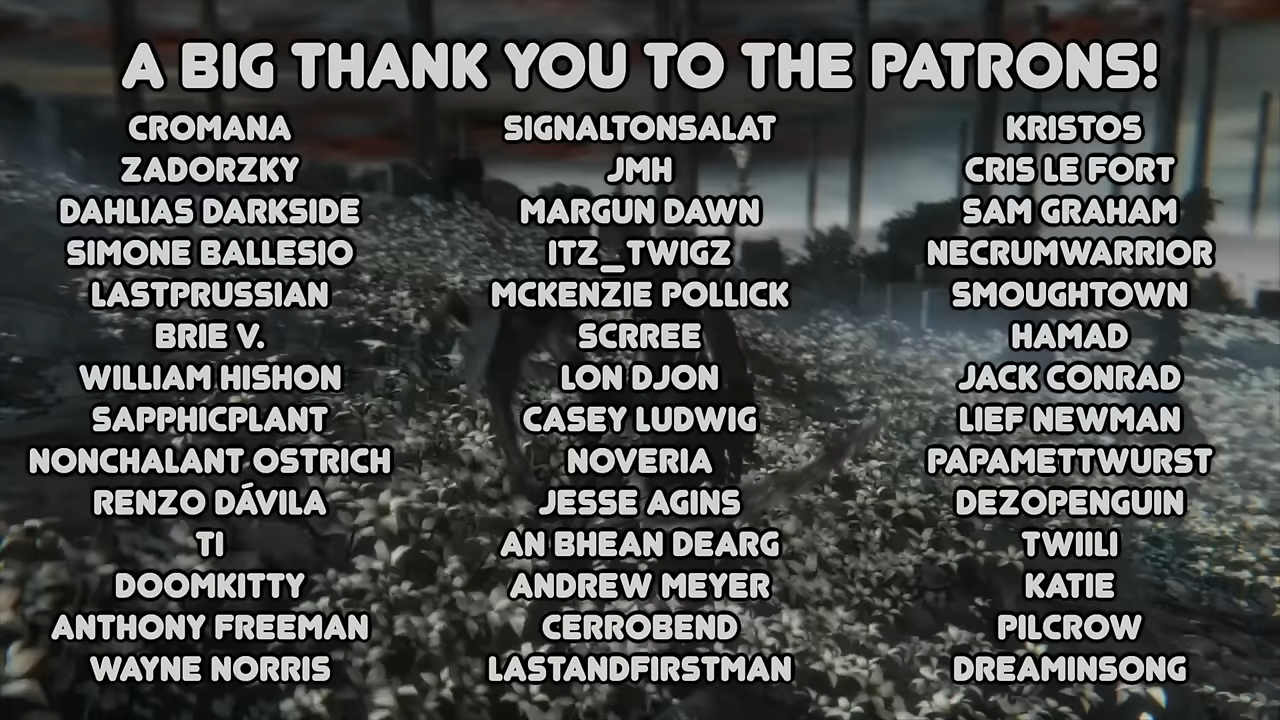 A BIG THANK YOU TO THE PATRONS!
CROMANA
ZADORZKY
DAHLIAS DARKSIDE
SIMONE BALLESIO
LASTPRUSSIAN
BRIE V.
WILLIAM HISHON
SAPPHICPLANT
NONCHALANT OSTRICH
RENZO DÁVILA
TI
DOOMKITTY
ANTHONY FREEMAN
WAYNE NORRIS
SIGNALTONSALAT
JMH
MARGUN DAWN
ITZ_TWIGZ
MCKENZIE POLLICK
SCRREE
LON DJON
CASEY LUDWIG
NOVERIA
JESSE AGINS
AN BHEAN DEARG
ANDREW MEYER
CERROBEND
LASTANDFIRSTMAN
KRISTOS
CRIS LE FORT
SAM GRAHAM
NECRUMWARRIOR
SMOUGHTOWN
HAMAD
JACK CONRAD
LIEF NEWMAN
PAPAMETTWURST
DEZOPENGUIN
TWIILI
KATIE
PILCROW
DREAMINSONG